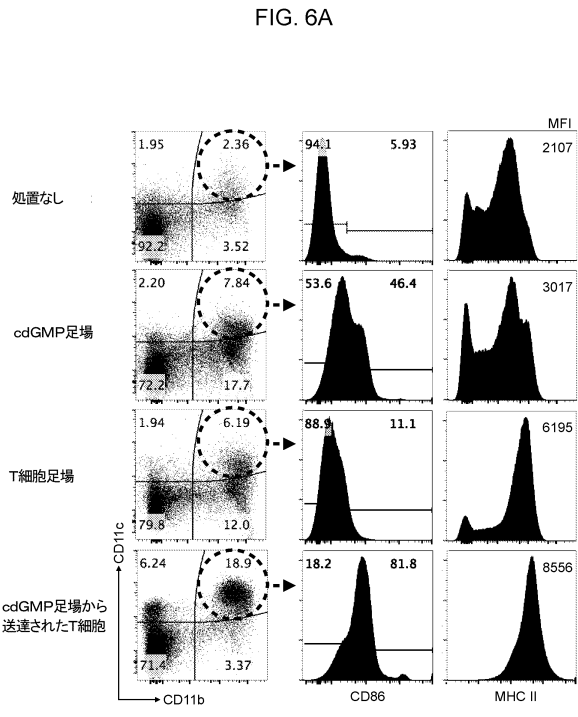 FIG. 6A
MFI
処置なし
1.95 2.36
92.2 3.52
94.1 5.93
2107
cdGMP足場
2.20 7.84
72.2 17.7
53.6 46.4
3017
T細胞足場
1.94 6.19
79.8 12.0
88.9 11.1
6195
cdGMP足場から
送達されたT細胞
6.24 18.9
71.4 3.37
18.2 81.8
8556
CD11c
CD11b
CD86
MHC II